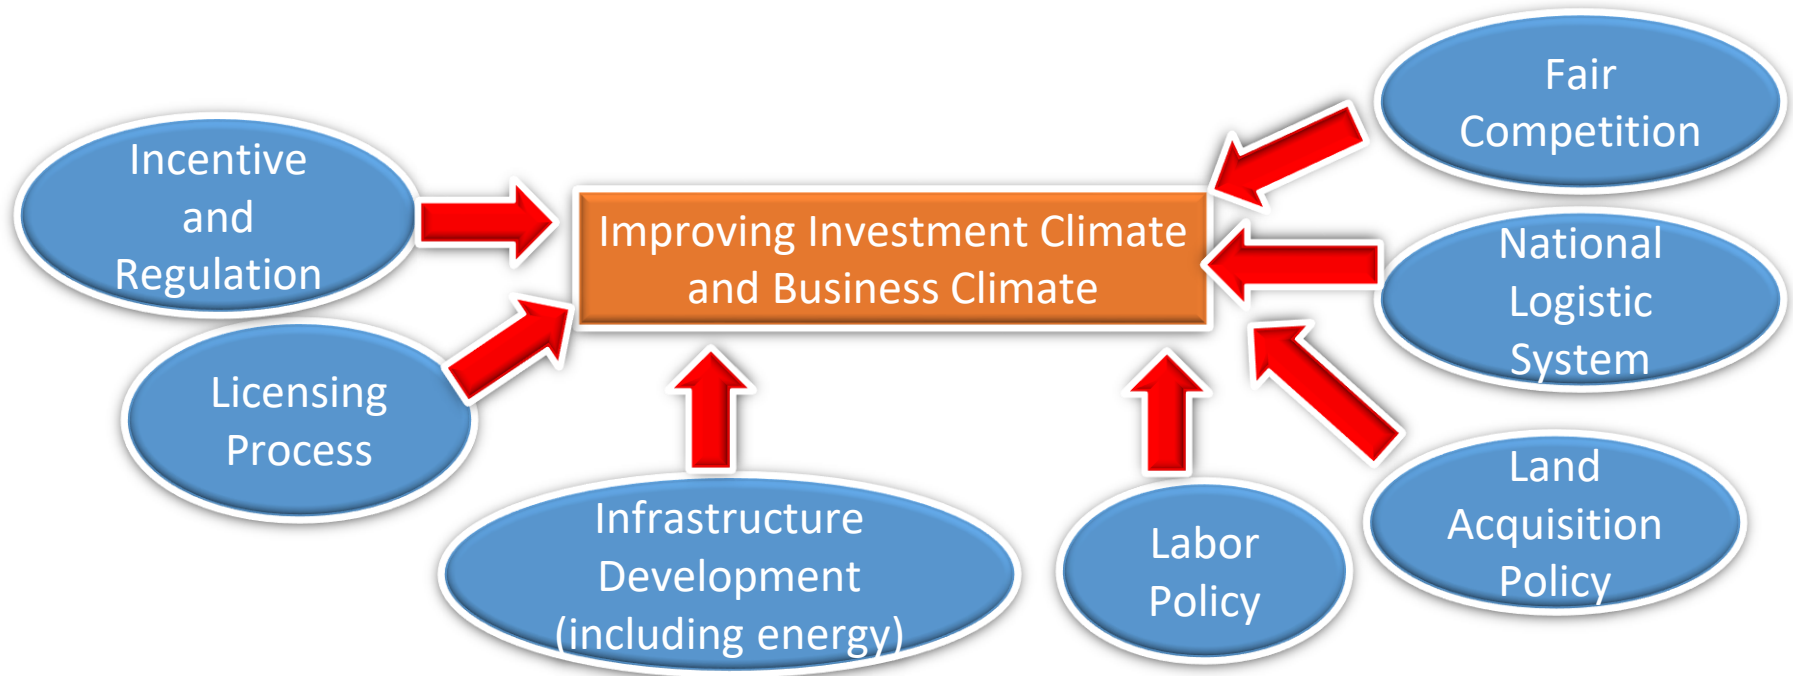 Fair
Competition
Incentive
and
Regulation
Improving Investment Climate
and Business Climate
National
Logistic
System
Licensing
Process
Infrastructure
Development
(including energy)
Labor
Policy
Land
Acquisition
Policy